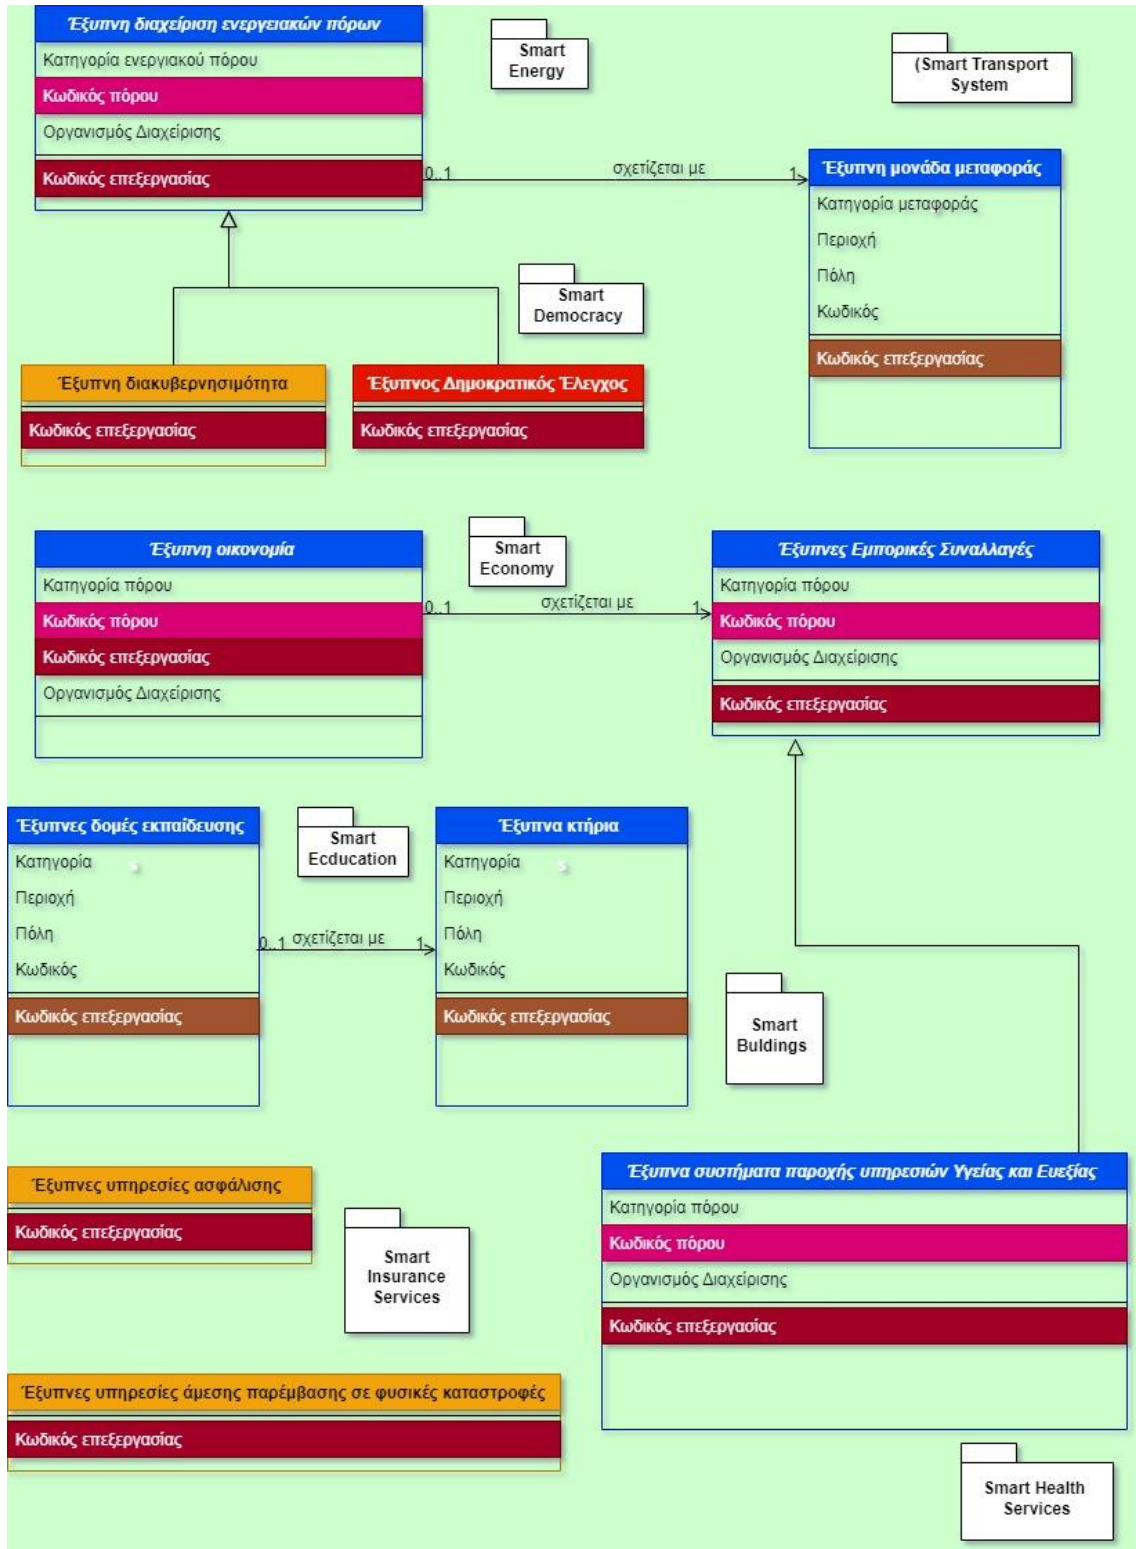 Έξυπνη διαχείριση ενεργειακών πόρων
Κατηγορία ενεργιακού πόρου
Κωδικός πόρου
Οργανισμός Διαχείρισης
Κωδικός επεξεργασίας
Smart
Energy
(Smart Transport
System
0..1
σχετίζεται με
1
Έξυπνη μονάδα μεταφοράς
Κατηγορία μεταφοράς
Περιοχή
Πόλη
Κωδικός
Κωδικός επεξεργασίας
Smart
Democracy
Έξυπνη διακυβερνησιμότητα
Κωδικός επεξεργασίας
Έξυπνος Δημοκρατικός Έλεγχος
Κωδικός επεξεργασίας
Έξυπνη οικονομία
Κατηγορία πόρου
Κωδικός πόρου
Κωδικός επεξεργασίας
Οργανισμός Διαχείρισης
Smart
Economy
0..1
σχετίζεται με
1
Έξυπνες Εμπορικές Συναλλαγές
Κατηγορία πόρου
Κωδικός πόρου
Οργανισμός Διαχείρισης
Κωδικός επεξεργασίας
Έξυπνες δομές εκπαίδευσης
Κατηγορία s
Περιοχή
Πόλη
Κωδικός
Κωδικός επεξεργασίας
Smart
Ecducation
0..1
σχετίζεται με
1
Έξυπνα κτήρια
Κατηγορία s
Περιοχή
Πόλη
Κωδικός
Κωδικός επεξεργασίας
Smart
Buldings
Έξυπνες υπηρεσίες ασφάλισης
Κωδικός επεξεργασίας
Smart
Insurance
Services
Έξυπνα συστήματα παροχής υπηρεσιών Υγείας και Ευεξίας
Κατηγορία πόρου
Κωδικός πόρου
Οργανισμός Διαχείρισης
Κωδικός επεξεργασίας
Έξυπνες υπηρεσίες άμεσης παρέμβασης σε φυσικές καταστροφές
Κωδικός επεξεργασίας
Smart Health
Services